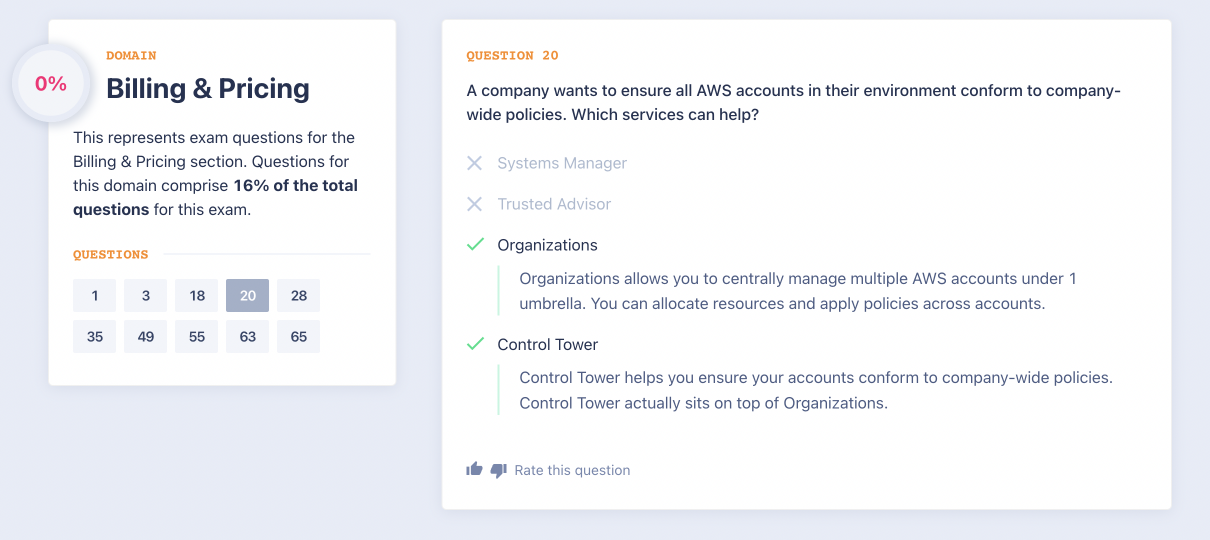 0%
DOMAIN
Billing & Pricing
This represents exam questions for the
Billing & Pricing section. Questions for
this domain comprise 16% of the total
questions for this exam.
QUESTIONS
1 3 18 20 28
35 49 55 63 65
QUESTION 20
A company wants to ensure all AWS accounts in their environment conform to company-
wide policies. Which services can help?
Systems Manager
Trusted Advisor
Organizations
Organizations allows you to centrally manage multiple AWS accounts under 1
umbrella. You can allocate resources and apply policies across accounts.
Control Tower
Control Tower helps you ensure your accounts conform to company-wide policies.
Control Tower actually sits on top of Organizations.
Rate this question